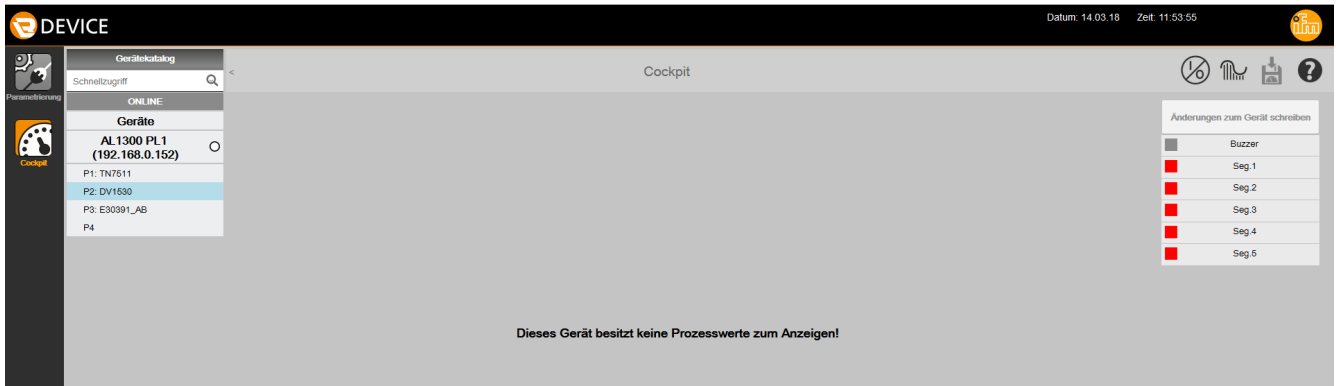 DEVICE
Datum: 14.03.18 Zeit: 11:53:55
ifm
Parametrierung
Cockpit
Gerätekatalog
Schnellzugriff
<
ONLINE
Geräte
AL1300 PL1
(192.168.0.152)
P1: TN7511
P2: DV1530
P3: E30391_AB
P4
Cockpit
Änderungen zum Gerät schreiben
Buzzer
Seg.1
Seg.2
Seg.3
Seg.4
Seg.5
Dieses Gerät besitzt keine Prozesswerte zum Anzeigen!